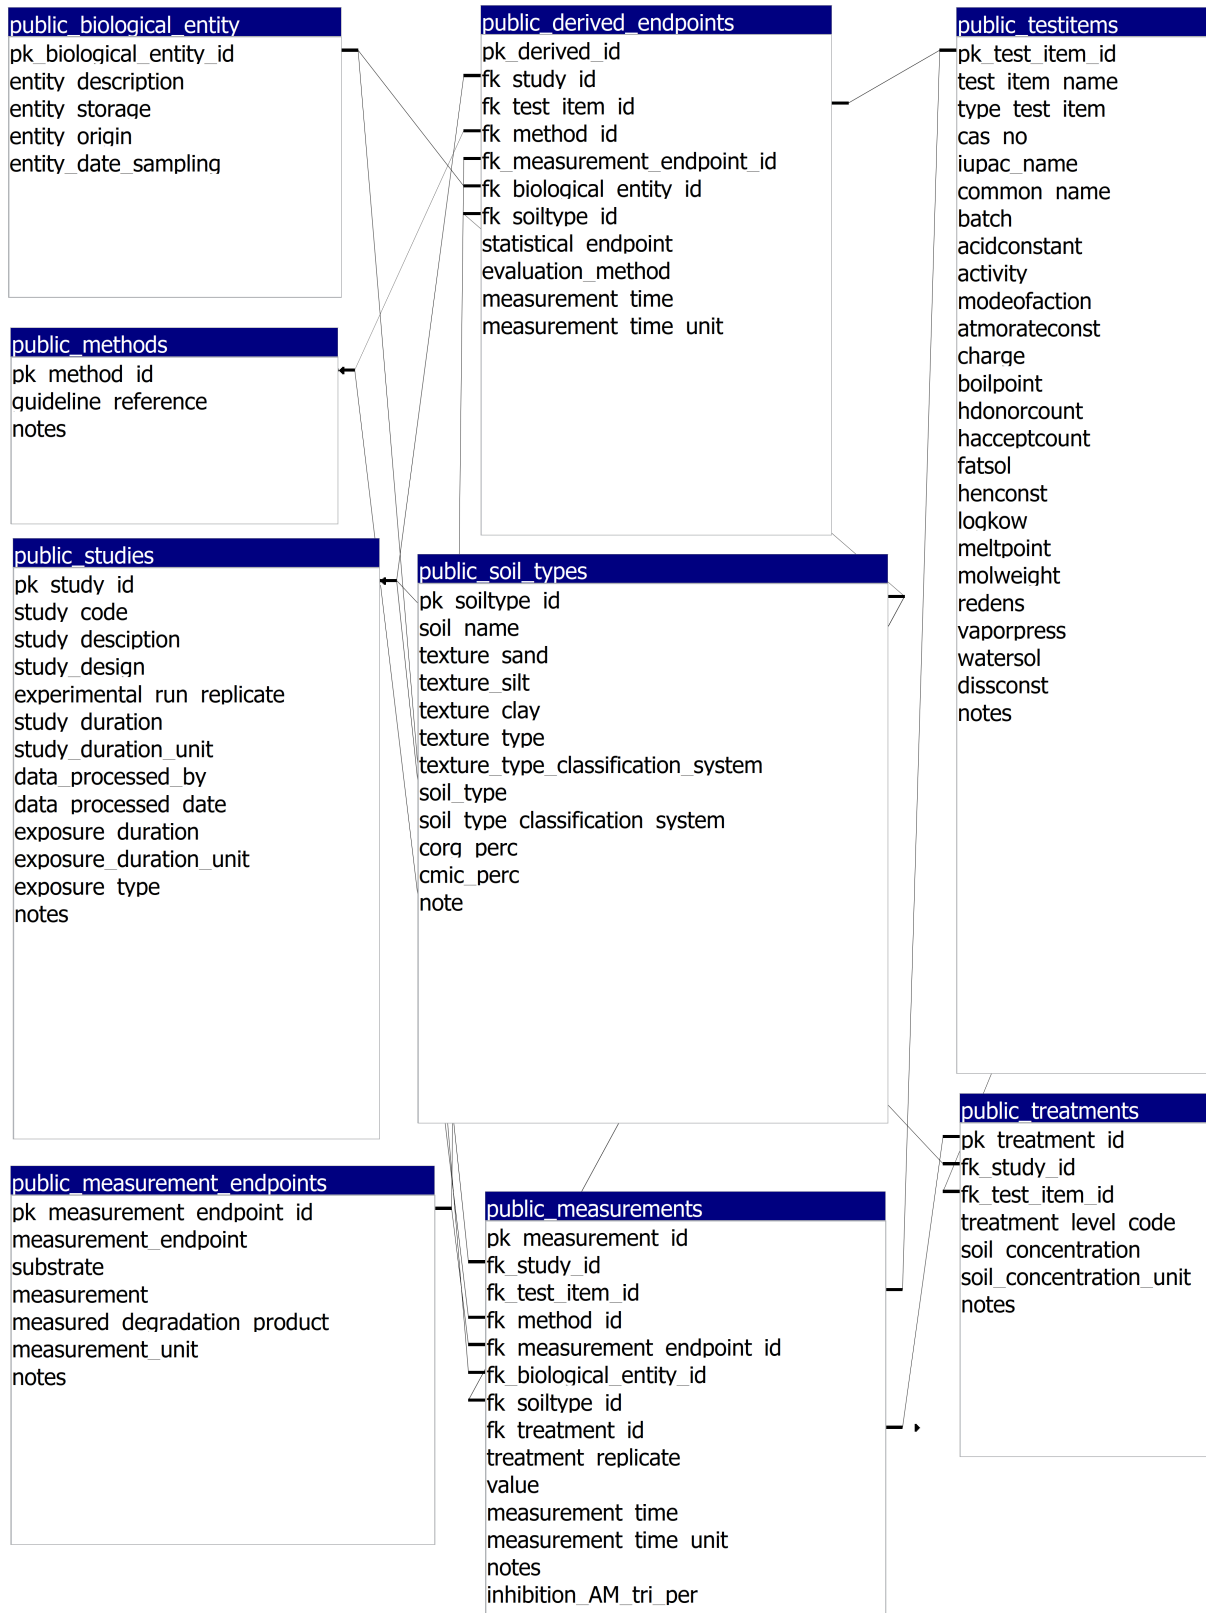 public_biological_entity
pk_biological_entity_id
entity_description
entity_storage
entity_origin
entity_date_sampling
public_derived_endpoints
pk_derived_id
fk_study_id
fk_test_item_id
fk_method_id
fk_measurement_endpoint_id
fk_biological_entity_id
fk_soiltype_id
statistical_endpoint
evaluation_method
measurement_time
measurement_time_unit
public_testitems
pk_test_item_id
test_item_name
type_test_item
cas_no
iupac_name
common_name
batch
acidconstant
activity
modeofaction
atmorateconst
charge
boilpoint
hdonorcount
hacceptcount
fatsol
henconst
logkow
meltpoint
molweight
redens
vaporpress
watersol
dissconst
notes
public_methods
pk_method_id
guideline_reference
notes
public_studies
pk_study_id
study_code
study_desciption
study_design
experimental_run_replicate
study_duration
study_duration_unit
data_processed_by
data_processed_date
exposure_duration
exposure_duration_unit
exposure_type
notes
public_soil_types
pk_soiltype_id
soil_name
texture_sand
texture_silt
texture_clay
texture_type
texture_type_classification_system
soil_type
soil_type_classification_system
corg_perc
cmic_perc
note
public_treatments
pk_treatment_id
fk_study_id
fk_test_item_id
treatment_level_code
soil_concentration
soil_concentration_unit
notes
public_measurement_endpoints
pk_measurement_endpoint_id
measurement_endpoint
substrate
measurement
measured_degradation_product
measurement_unit
notes
public_measurements
pk_measurement_id
fk_study_id
fk_test_item_id
fk_method_id
fk_measurement_endpoint_id
fk_biological_entity_id
fk_soiltype_id
fk_treatment_id
treatment_replicate
value
measurement_time
measurement_time_unit
notes
inhibition_AM_tri_per